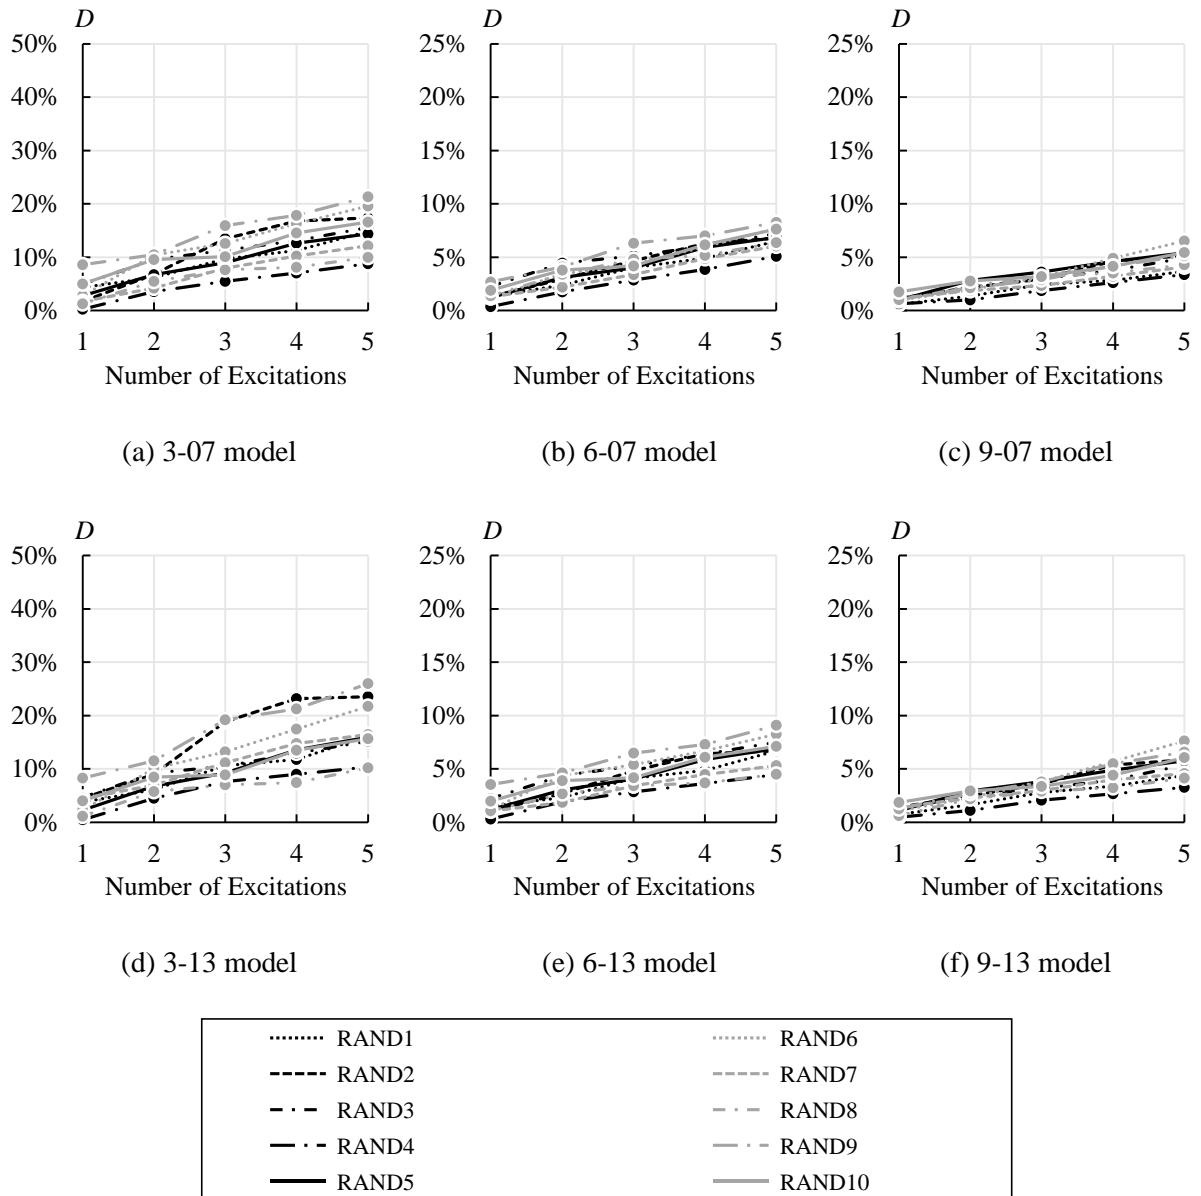 D D D
50% 25% 25%
40% 20% 20%
30% 15% 15%
20% 10% 10%
10% 5% 5%
0% 0% 0%
1 2 3 4 5 1 2 3 4 5 1 2 3 4 5
Number of Excitations Number of Excitations Number of Excitations
(a) 3-07 model (b) 6-07 model (c) 9-07 model
D D D
50% 25% 25%
40% 20% 20%
30% 15% 15%
20% 10% 10%
10% 5% 5%
0% 0% 0%
1 2 3 4 5 1 2 3 4 5 1 2 3 4 5
Number of Excitations Number of Excitations Number of Excitations
(d) 3-13 model (e) 6-13 model (f) 9-13 model
RAND1 RAND6
RAND2 RAND7
RAND3 RAND8
RAND4 RAND9
RAND5 RAND10